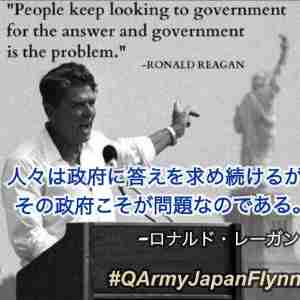 "People keep looking to government
for the answer and government
is the problem."
-RONALD REAGAN
人々は政府に答えを求め続けるが
その政府こそが問題なのである。
–ロナルド・レーガン
#QArmyJapanFlynn